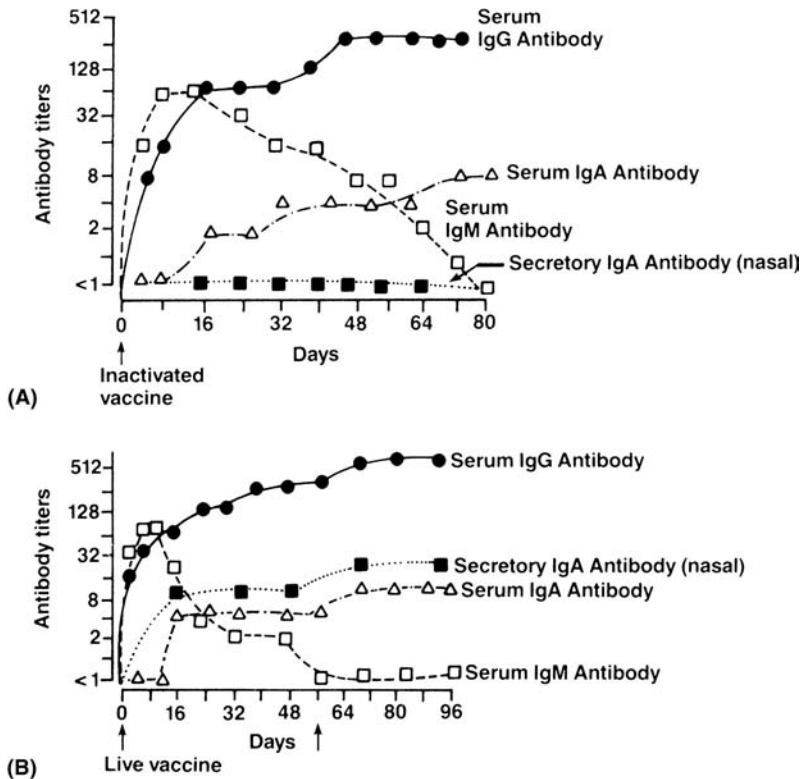 512
128
32
8
2
<1
Antibody titers
Serum
IgG Antibody
Serum IgA Antibody
Serum
IgM Antibody
Secretory IgA Antibody (nasal)
0 16 32 48 64 80
Days
Inactivated
vaccine
(A)
512
128
32
8
2
<1
Antibody titers
Serum IgG Antibody
Secretory IgA Antibody (nasal)
Serum IgA Antibody
Serum IgM Antibody
0 16 32 48 64 80 96
Days
Live vaccine
(B)